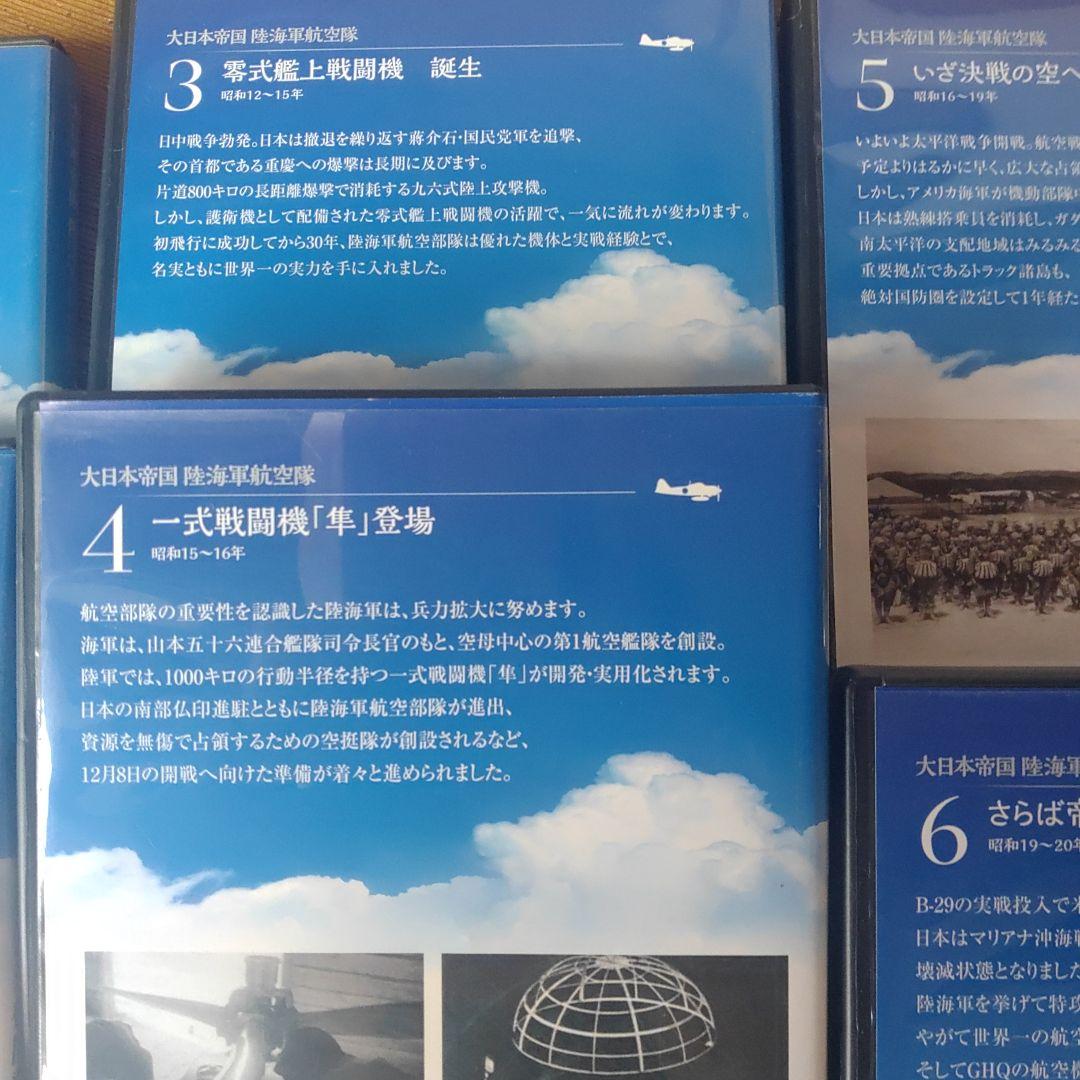 大日本帝国 陸海軍航空隊
3 零式艦上戦闘機 誕生
昭和12〜15年
日中戦争勃発。日本は撤退を繰り返す蔣介石・国民党軍を追撃、
その首都である重慶への爆撃は長期に及びます。
片道800キロの長距離爆撃で消耗する九六式陸上攻撃機。
しかし、護衛機として配備された零式艦上戦闘機の活躍で、一気に流れが変わります。
初飛行に成功してから30年、陸海軍航空部隊は優れた機体と実戦経験とで、
名実ともに世界一の実力を手に入れました。
大日本帝国 陸海軍航空隊
5 いざ決戦の空へ
昭和16〜19年
いよいよ太平洋戦争開戦。航空戦
予定よりはるかに早く、広大な占領
しかし、アメリカ海軍が機動部隊
日本は熟練搭乗員を消耗し、ガダ
南太平洋の支配地域はみるみる
重要拠点であるトラック諸島も、
絶対国防圏を設定して1年経た
大日本帝国 陸海軍航空隊
4 一式戦闘機「隼」登場
昭和15〜16年
航空部隊の重要性を認識した陸海軍は、兵力拡大に努めます。
海軍は、山本五十六連合艦隊司令長官のもと、空母中心の第1航空艦隊を創設。
陸軍では、1000キロの行動半径を持つ一式戦闘機「隼」が開発・実用化されます。
日本の南部仏印進駐とともに陸海軍航空部隊が進出、
資源を無傷で占領するための空挺隊が創設されるなど、
12月8日の開戦へ向けた準備が着々と進められました。
大日本帝国 陸海軍
6 さらば帝
昭和19〜20年
B-29の実戦投入で米
日本はマリアナ沖海戦
壊滅状態となりました
陸海軍を挙げて特攻
やがて世界一の航空
そしてGHQの航空機